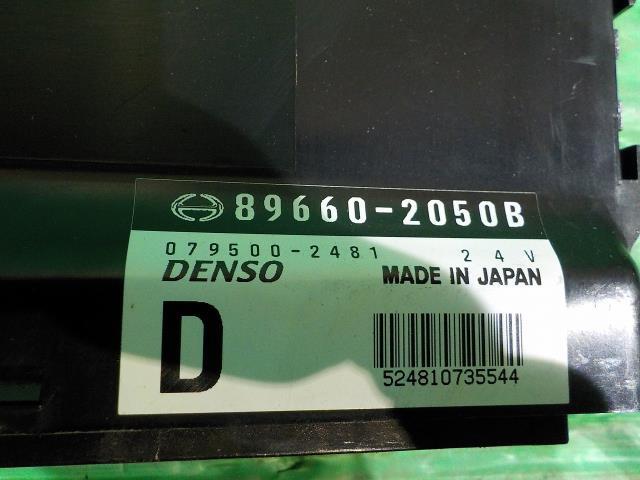 89660-2050B
079500-2481 24V
DENSO MADE IN JAPAN
D
524810735544